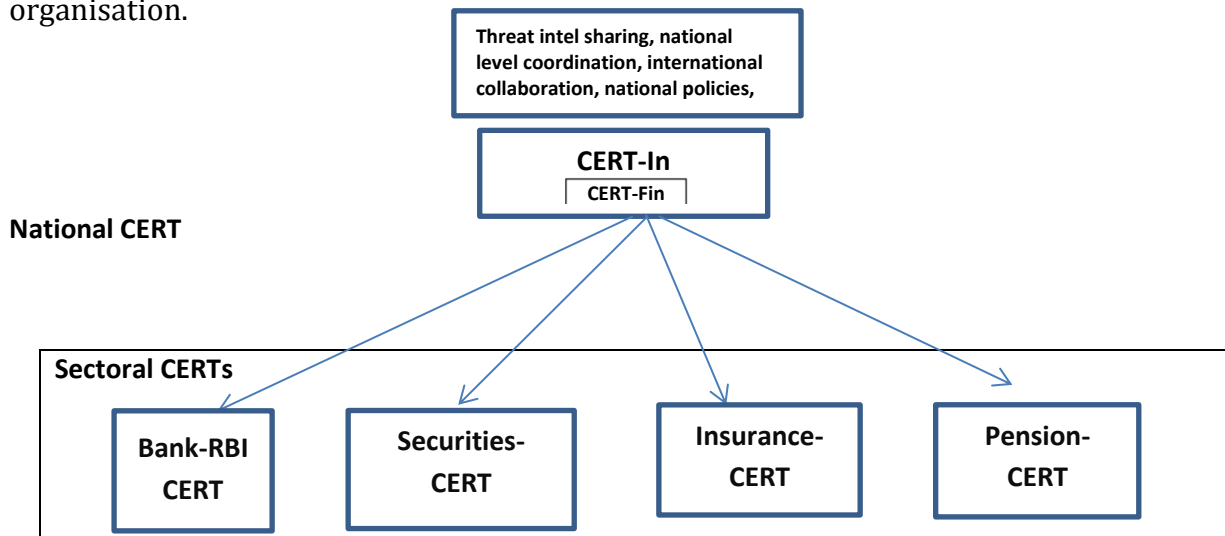 organisation.
Threat intel sharing, national
level coordination, international
collaboration, national policies,
CERT-In
CERT-Fin
National CERT
Sectoral CERTs
Bank-RBI
CERT
Securities-
CERT
Insurance-
CERT
Pension-
CERT